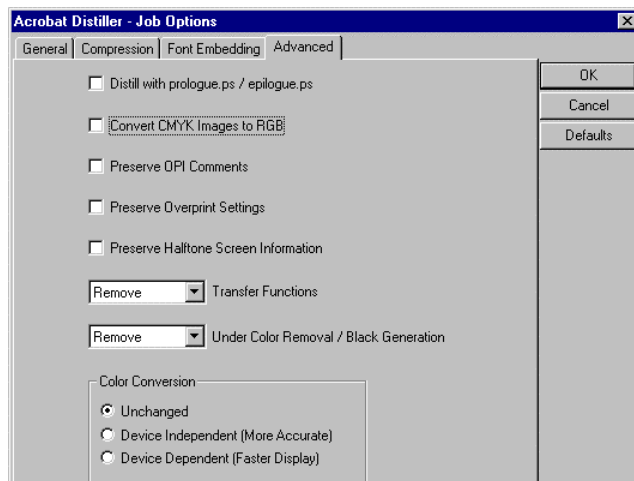 Acrobat Distiller - Job Options
General Compression Font Embedding Advanced
Distill with prologue.ps / epilogue.ps
Convert CMYK Images to RGB
Preserve OPI Comments
Preserve Overprint Settings
Preserve Halftone Screen Information
Remove Transfer Functions
Remove Under Color Removal / Black Generation
Color Conversion
Unchanged
Device Independent (More Accurate)
Device Dependent (Faster Display)
OK
Cancel
Defaults